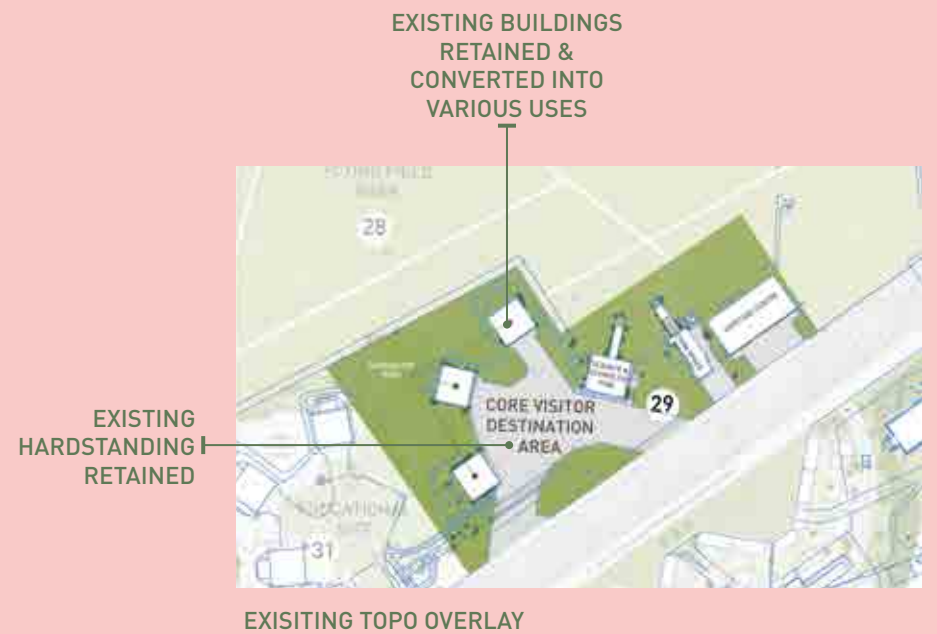 EXISTING BUILDINGS
RETAINED &
CONVERTED INTO
VARIOUS USES
28
CORE VISITOR
DESTINATION
AREA
29
EXISTING
HARDSTANDING
RETAINED
EDUCATIONAL
31
EXISITING TOPO OVERLAY